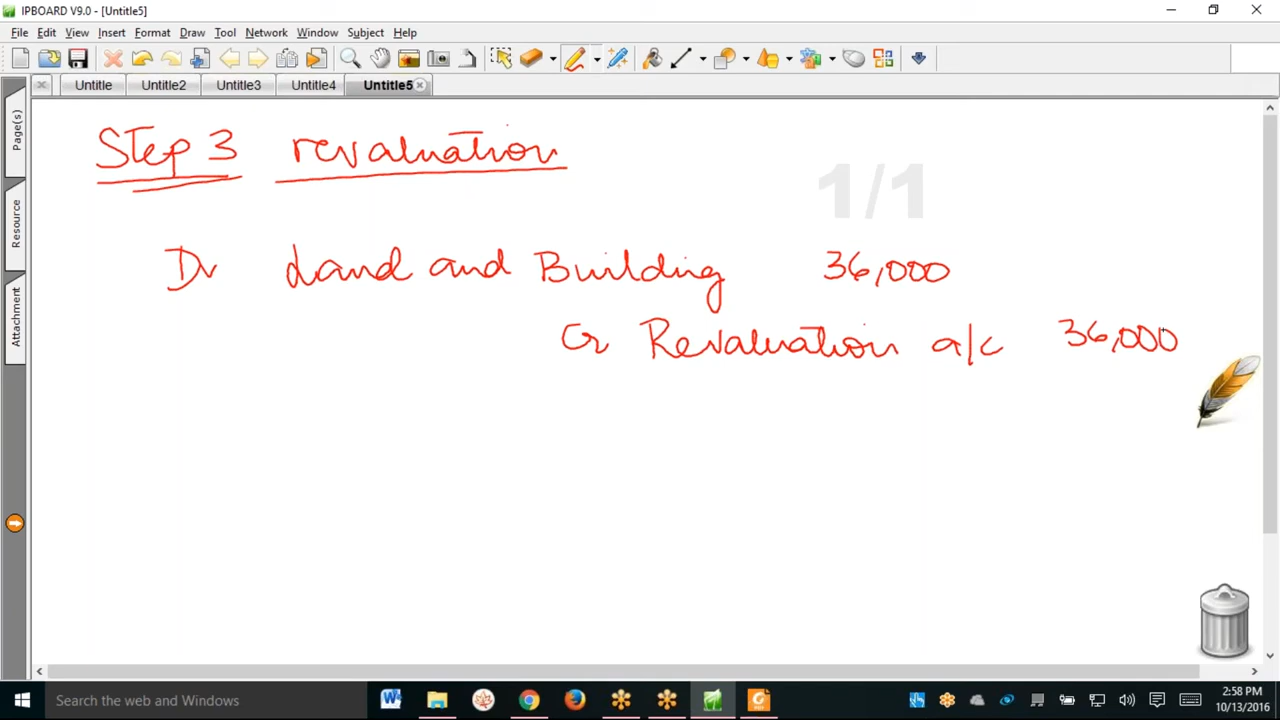 IPBOARD V9.0 - [Untitle5]
File Edit View Insert Format Draw Tool Network Window Subject Help
Untitle Untitle2 Untitle3 Untitle4 Untitle5
Page(s)
Resource
Attachment
1/1
Step 3 revaluation
Dr Land and Building 36,000
Cr Revaluation a/c 36,000
Search the web and Windows
2:58 PM
10/13/2016